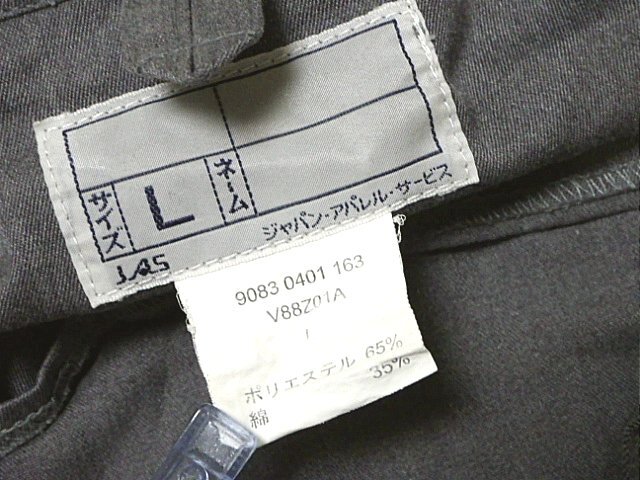 サイズ
L
ネーム
JAS
ジャパン・アパレル・サービス
9083 0401 163
V88Z01A
ポリエステル 65%
綿 35%